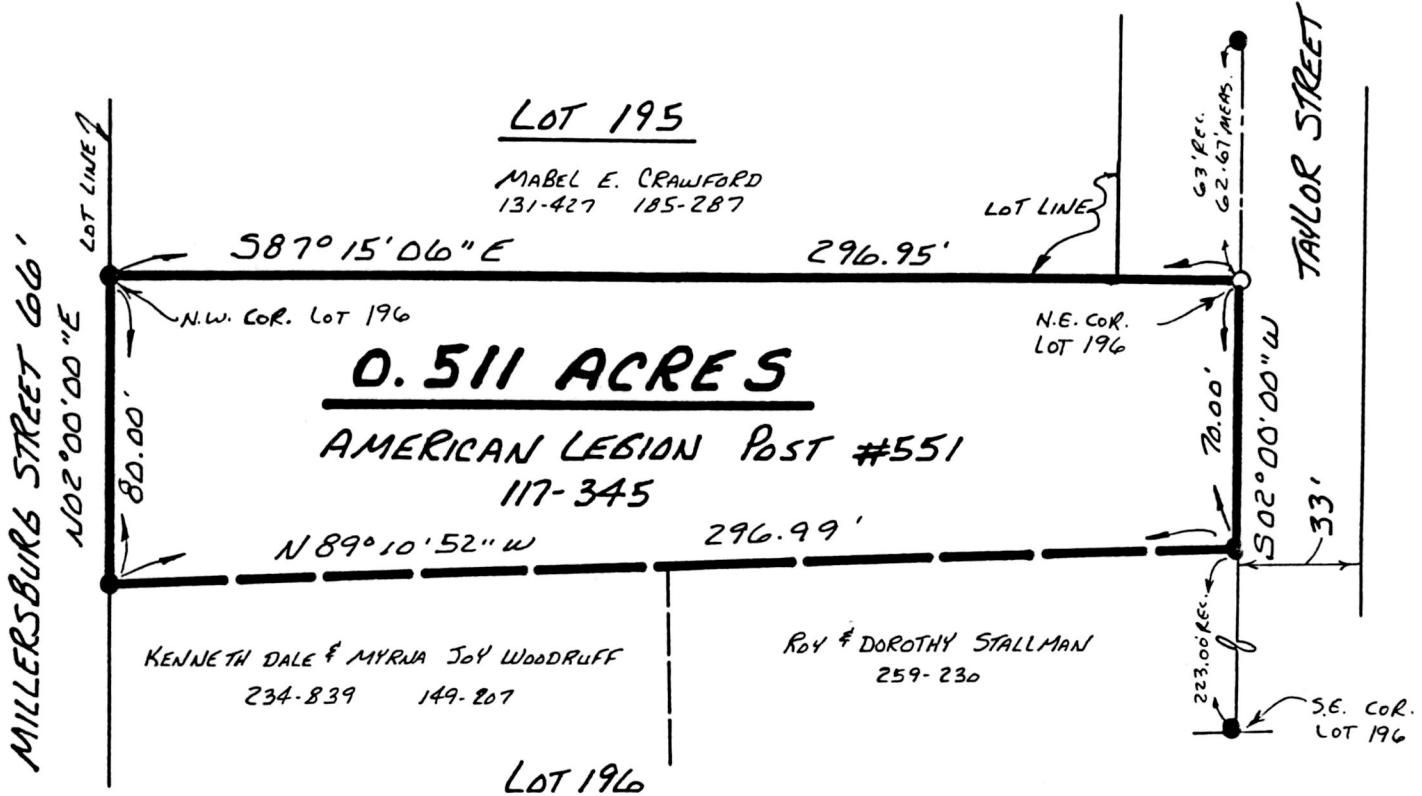 LOT 195
MABEL E. CRAWFORD
131-427 185-287
LOT LINE
S87° 15' 06" E 296.95'
LOT LINE
63' REC.
62.67' MEAS.
TAYLOR STREET
MILLERSBURG STREET 66'
N02° 00' 00" E
80.00'
N.W. COR. LOT 196
N.E. COR.
LOT 196
0.511 ACRES
AMERICAN LEGION POST #551
117-345
70.00'
S02° 00' 00" W
33'
N 89° 10' 52" W 296.99'
KENNETH DALE & MYRNA JOY WOODRUFF
234-839 149-207
ROY & DOROTHY STALLMAN
259-230
223.00' REC.
S.E. COR.
LOT 196
LOT 196